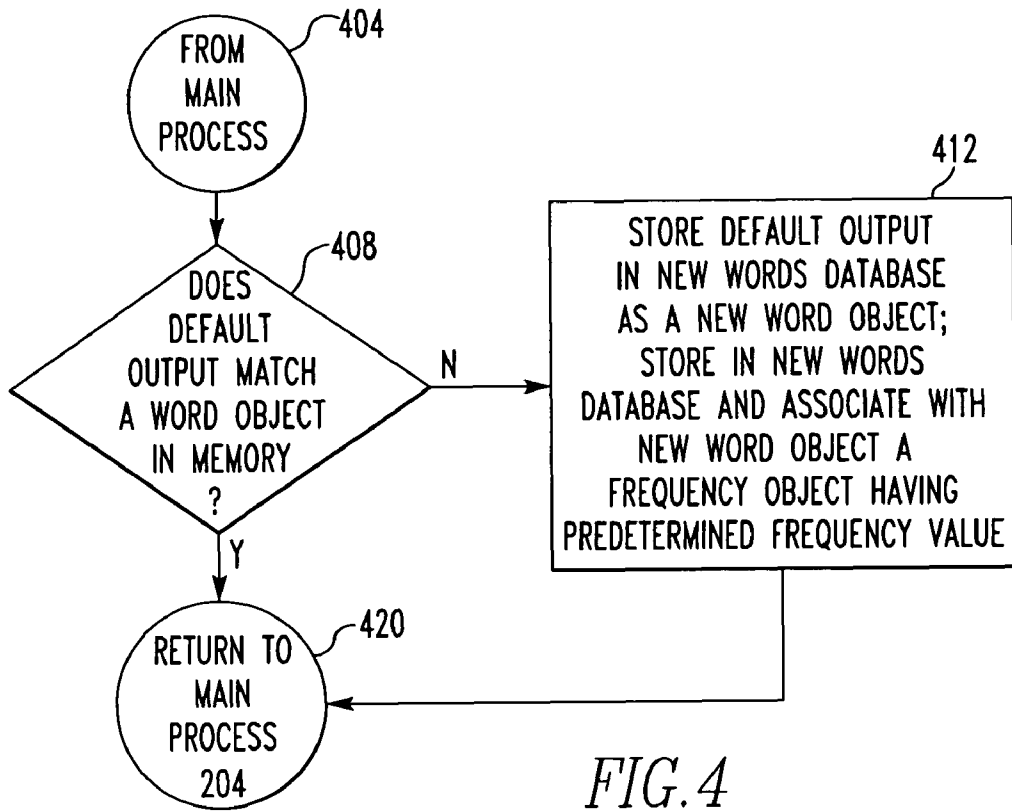 FROM
MAIN
PROCESS
404
DOES
DEFAULT
OUTPUT MATCH
A WORD OBJECT
IN MEMORY
?
408
N
Y
412
STORE DEFAULT OUTPUT
IN NEW WORDS DATABASE
AS A NEW WORD OBJECT;
STORE IN NEW WORDS
DATABASE AND ASSOCIATE WITH
NEW WORD OBJECT A
FREQUENCY OBJECT HAVING
PREDETERMINED FREQUENCY VALUE
RETURN TO
MAIN
PROCESS
204
420
FIG.4